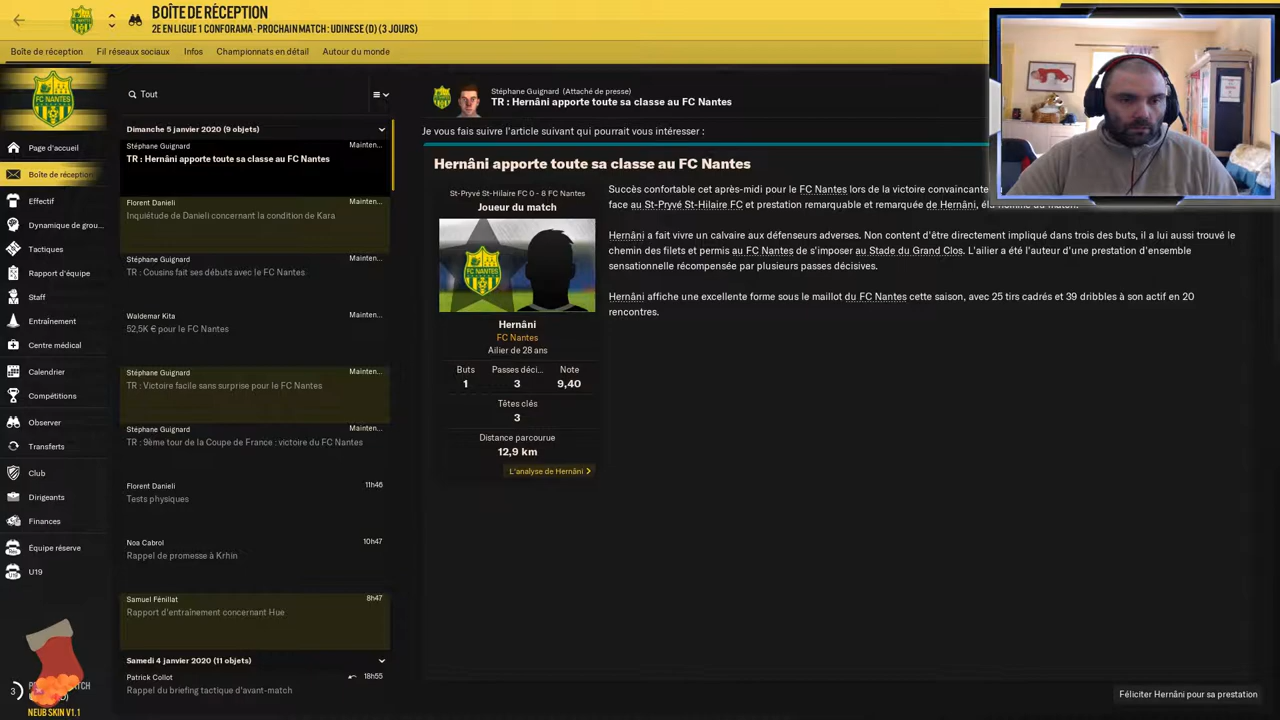 BOÎTE DE RÉCEPTION
2E EN LIGUE 1 CONFORAMA - PROCHAIN MATCH : UDINESE (D) (3 JOURS)
Boîte de réception
Fil réseaux sociaux
Infos
Championnats en détail
Autour du monde
FC NANTES
Page d'accueil
Boîte de réception
Effectif
Dynamique de grou...
Tactiques
Rapport d'équipe
Staff
Entraînement
Centre médical
Calendrier
Compétitions
Observer
Transferts
Club
Dirigeants
Finances
Équipe réserve
U19
NEUB SKIN V1.1
Tout
Dimanche 5 janvier 2020 (9 objets)
Stéphane Guignard Mainten...
TR : Hernâni apporte toute sa classe au FC Nantes
Florent Danieli Mainten...
Inquiétude de Danieli concernant la condition de Kara
Stéphane Guignard Mainten...
TR : Cousins fait ses débuts avec le FC Nantes
Waldemar Kita Mainten...
52,5K € pour le FC Nantes
Stéphane Guignard Mainten...
TR : Victoire facile sans surprise pour le FC Nantes
Stéphane Guignard Mainten...
TR : 9ème tour de la Coupe de France : victoire du FC Nantes
Florent Danieli 11h46
Tests physiques
Noa Cabrol 10h47
Rappel de promesse à Krhin
Samuel Fénillat 8h47
Rapport d'entraînement concernant Hue
Samedi 4 janvier 2020 (11 objets)
Patrick Collot 18h55
Rappel du briefing tactique d'avant-match
Stéphane Guignard (Attaché de presse)
TR : Hernâni apporte toute sa classe au FC Nantes
Je vous fais suivre l'article suivant qui pourrait vous intéresser :
Hernâni apporte toute sa classe au FC Nantes
St-Pryvé St-Hilaire FC 0 - 8 FC Nantes
Joueur du match
FC NANTES
Hernâni
FC Nantes
Ailier de 28 ans
Buts Passes déci... Note
1 3 9,40
Têtes clés
3
Distance parcourue
12,9 km
L'analyse de Hernâni
Succès confortable cet après-midi pour le FC Nantes lors de la victoire convaincante
face au St-Pryvé St-Hilaire FC et prestation remarquable et remarquée de Hernâni, élu homme du match.
Hernâni a fait vivre un calvaire aux défenseurs adverses. Non content d'être directement impliqué dans trois des buts, il a lui aussi trouvé le
chemin des filets et permis au FC Nantes de s'imposer au Stade du Grand Clos. L'ailier a été l'auteur d'une prestation d'ensemble
sensationnelle récompensée par plusieurs passes décisives.
Hernâni affiche une excellente forme sous le maillot du FC Nantes cette saison, avec 25 tirs cadrés et 39 dribbles à son actif en 20
rencontres.
Féliciter Hernâni pour sa prestation